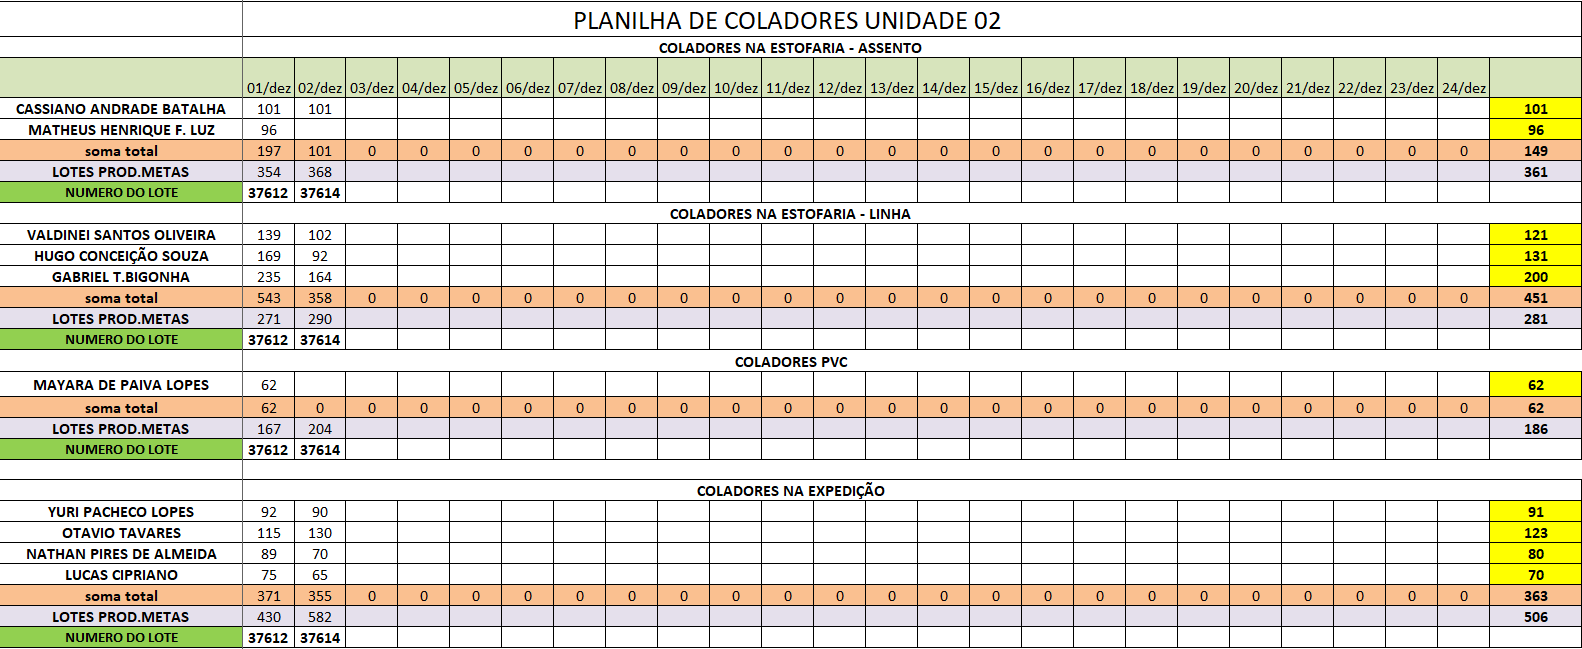 PLANILHA DE COLADORES UNIDADE 02
COLADORES NA ESTOFARIA - ASSENTO
01/dez 02/dez 03/dez 04/dez 05/dez 06/dez 07/dez 08/dez 09/dez 10/dez 11/dez 12/dez 13/dez 14/dez 15/dez 16/dez 17/dez 18/dez 19/dez 20/dez 21/dez 22/dez 23/dez 24/dez
CASSIANO ANDRADE BATALHA 101 101 101
MATHEUS HENRIQUE F. LUZ 96 96
soma total 197 101 0 0 0 0 0 0 0 0 0 0 0 0 0 0 0 0 0 0 0 0 0 0 149
LOTES PROD.METAS 354 368 361
NUMERO DO LOTE 37612 37614
COLADORES NA ESTOFARIA - LINHA
VALDINEI SANTOS OLIVEIRA 139 102 121
HUGO CONCEIÇÃO SOUZA 169 92 131
GABRIEL T.BIGONHA 235 164 200
soma total 543 358 0 0 0 0 0 0 0 0 0 0 0 0 0 0 0 0 0 0 0 0 0 0 451
LOTES PROD.METAS 271 290 281
NUMERO DO LOTE 37612 37614
COLADORES PVC
MAYARA DE PAIVA LOPES 62 62
soma total 62 0 0 0 0 0 0 0 0 0 0 0 0 0 0 0 0 0 0 0 0 0 0 0 62
LOTES PROD.METAS 167 204 186
NUMERO DO LOTE 37612 37614
COLADORES NA EXPEDIÇÃO
YURI PACHECO LOPES 92 90 91
OTAVIO TAVARES 115 130 123
NATHAN PIRES DE ALMEIDA 89 70 80
LUCAS CIPRIANO 75 65 70
soma total 371 355 0 0 0 0 0 0 0 0 0 0 0 0 0 0 0 0 0 0 0 0 0 0 363
LOTES PROD.METAS 430 582 506
NUMERO DO LOTE 37612 37614